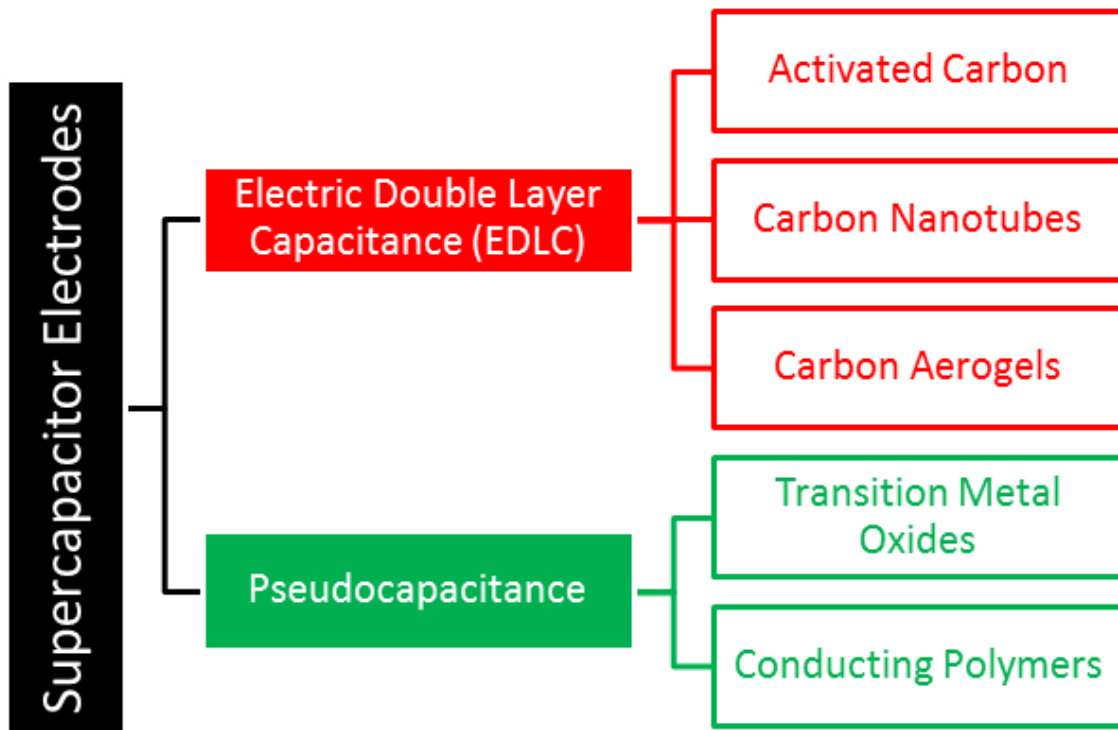 Supercapacitor Electrodes
Electric Double Layer
Capacitance (EDLC)
Activated Carbon
Carbon Nanotubes
Carbon Aerogels
Pseudocapacitance
Transition Metal
Oxides
Conducting Polymers